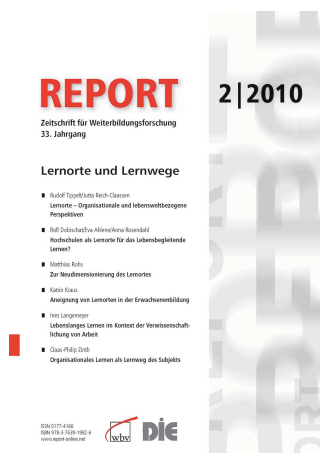 REPORT
2|2010
Zeitschrift für Weiterbildungsforschung
33. Jahrgang
Lernorte und Lernwege
Rudolf Tippelt/Jutta Reich-Claassen
Lernorte – Organisationale und lebensweltbezogene
Perspektiven
Rolf Dobischat/Eva Ahlene/Anna Rosendahl
Hochschulen als Lernorte für das Lebensbegleitende
Lernen?
Matthias Rohs
Zur Neudimensionierung des Lernortes
Katrin Kraus
Aneignung von Lernorten in der Erwachsenenbildung
Ines Langemeyer
Lebenslanges Lernen im Kontext der Verwissenschaft-
lichung von Arbeit
Claas-Philip Zinth
Organisationales Lernen als Lernweg des Subjekts
ISSN 0177-4166
ISBN 978-3-7639-1982-6
www.report-online.net
wbv
DIE